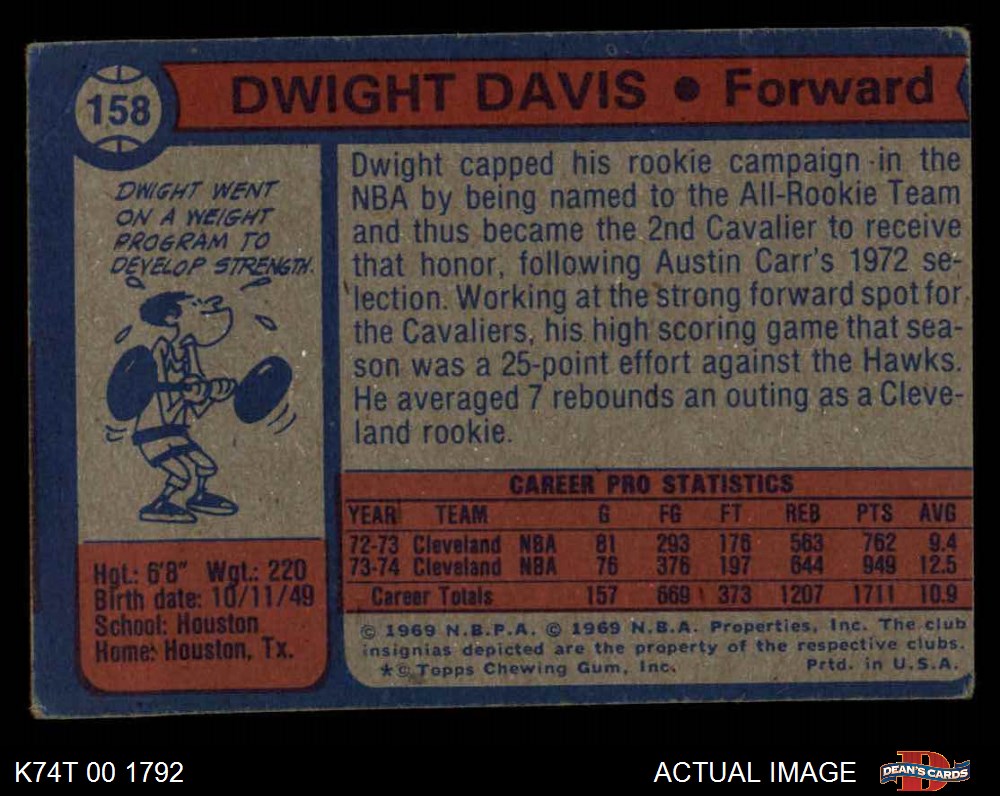 158
DWIGHT DAVIS • Forward
DWIGHT WENT
ON A WEIGHT
PROGRAM TO
DEVELOP STRENGTH.
Hgt.: 6'8" Wgt.: 220
Birth date: 10/11/49
School: Houston
Home: Houston, Tx.
Dwight capped his rookie campaign in the
NBA by being named to the All-Rookie Team
and thus became the 2nd Cavalier to receive
that honor, following Austin Carr's 1972 se-
lection. Working at the strong forward spot for
the Cavaliers, his high scoring game that sea-
son was a 25-point effort against the Hawks.
He averaged 7 rebounds an outing as a Cleve-
land rookie.
CAREER PRO STATISTICS
YEAR TEAM G FG FT REB PTS AVG
72-73 Cleveland NBA 81 293 176 563 762 9.4
73-74 Cleveland NBA 76 376 197 644 949 12.5
Career Totals 157 669 373 1207 1711 10.9
© 1969 N.B.P.A. © 1969 N.B.A. Properties, Inc. The club
insignias depicted are the property of the respective clubs.
*© Topps Chewing Gum, Inc. Prtd. in U.S.A.
K74T 00 1792
ACTUAL IMAGE
D
DEAN'S CARDS